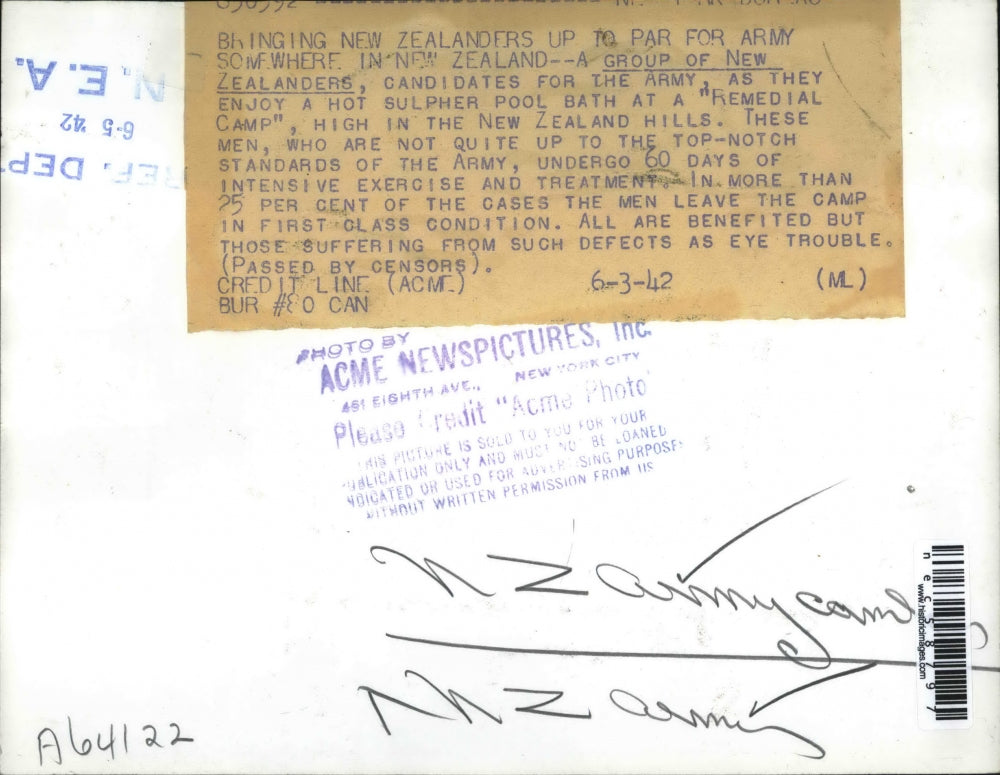 BRINGING NEW ZEALANDERS UP TO PAR FOR ARMY
SOMEWHERE IN NEW ZEALAND--A GROUP OF NEW
ZEALANDERS, CANDIDATES FOR THE ARMY, AS THEY
ENJOY A HOT SULPHER POOL BATH AT A "REMEDIAL
CAMP", HIGH IN THE NEW ZEALAND HILLS. THESE
MEN, WHO ARE NOT QUITE UP TO THE TOP-NOTCH
STANDARDS OF THE ARMY, UNDERGO 60 DAYS OF
INTENSIVE EXERCISE AND TREATMENT. IN MORE THAN
25 PER CENT OF THE CASES THE MEN LEAVE THE CAMP
IN FIRST CLASS CONDITION. ALL ARE BENEFITED BUT
THOSE SUFFERING FROM SUCH DEFECTS AS EYE TROUBLE.
(PASSED BY CENSORS).
CREDIT LINE (ACME) 6-3-42 (ML)
BUR #80 CAN
N.E.A.
6-5 '42
REF. DEP
PHOTO BY
ACME NEWSPICTURES, Inc.
461 EIGHTH AVE., NEW YORK CITY
Please Credit "Acme Photo"
THIS PICTURE IS SOLD TO YOU FOR YOUR
PUBLICATION ONLY AND MUST NOT BE LOANED
SYNDICATED OR USED FOR ADVERTISING PURPOSES
WITHOUT WRITTEN PERMISSION FROM US
N Z Army camp
N Z Army
A64122
nec58797
www.historicimages.com